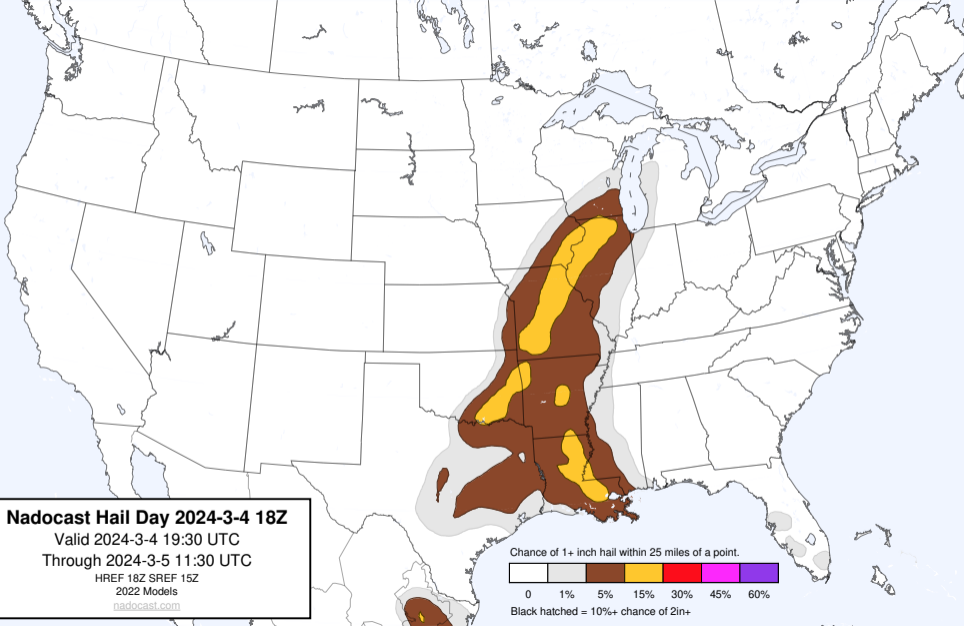 Nadocast Hail Day 2024-3-4 18Z
Valid 2024-3-4 19:30 UTC
Through 2024-3-5 11:30 UTC
HREF 18Z SREF 15Z
2022 Models
nadocast.com
Chance of 1+ inch hail within 25 miles of a point.
0 1% 5% 15% 30% 45% 60%
Black hatched = 10%+ chance of 2in+